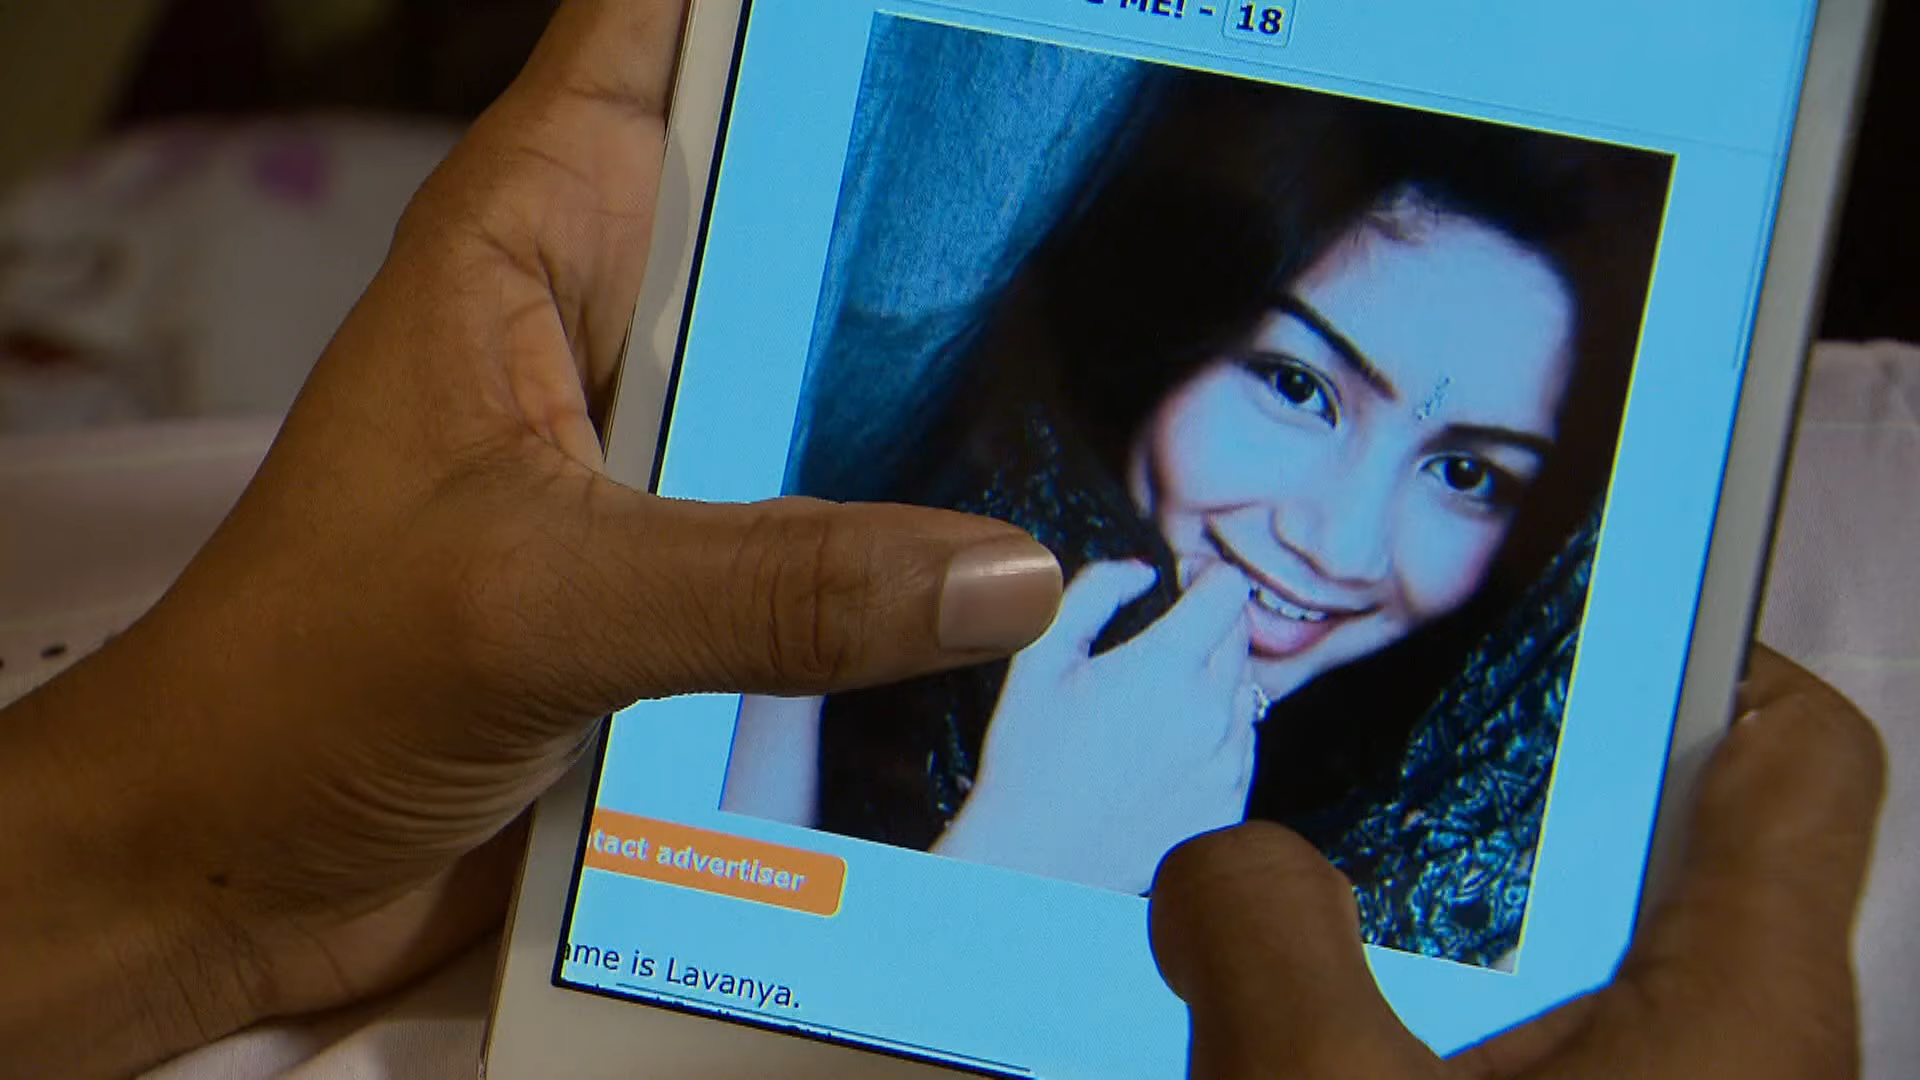 ME! - 18
tact advertiser
ame is Lavanya.